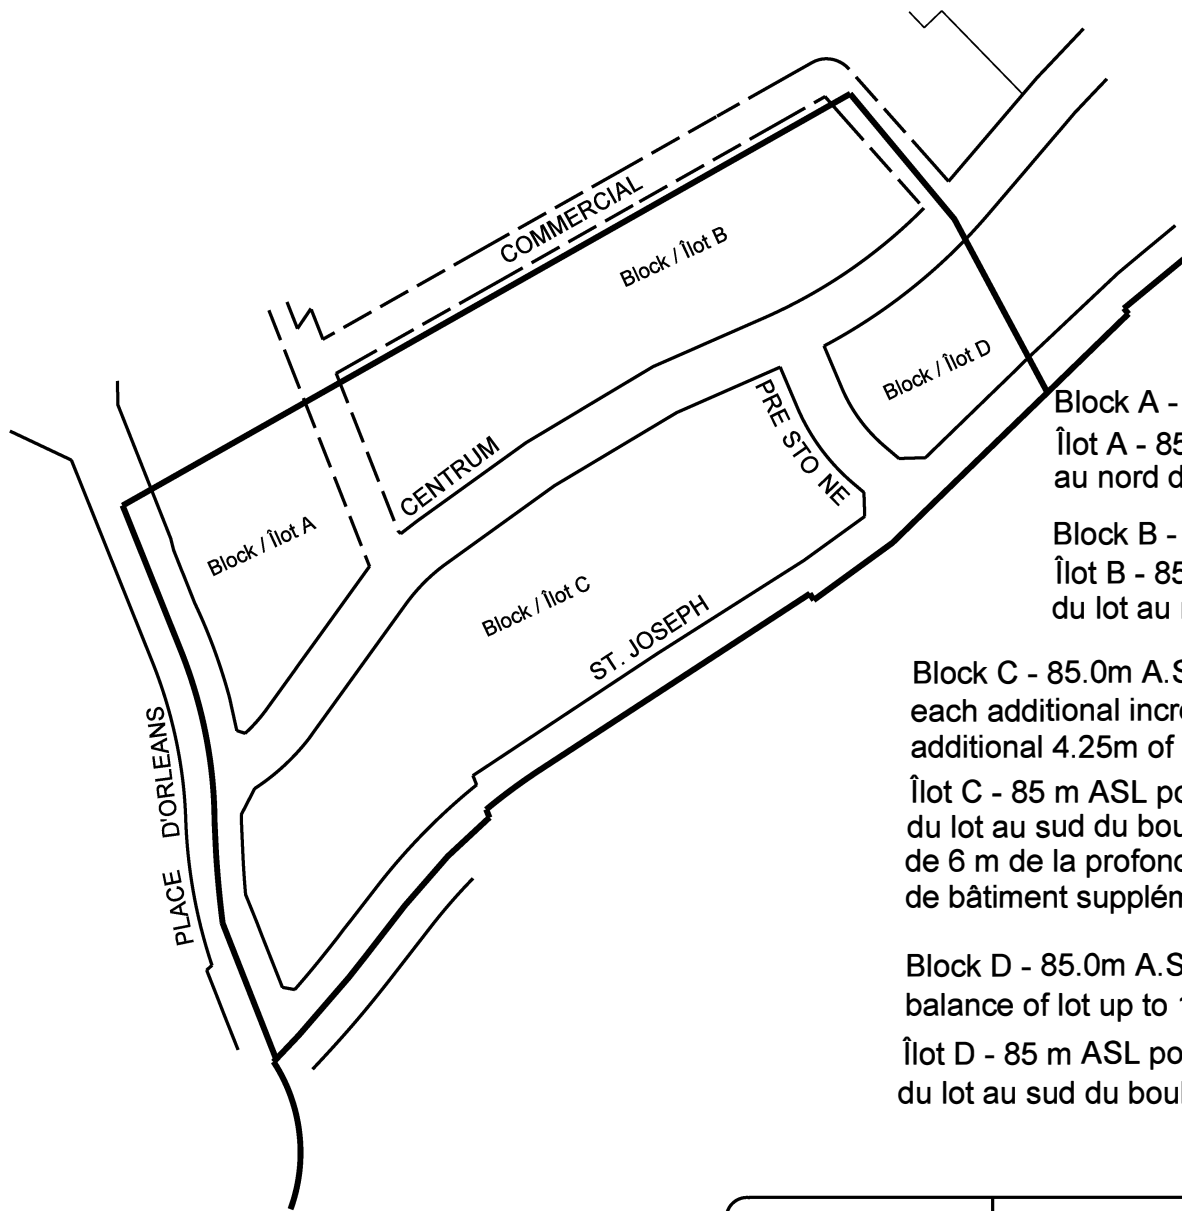 COMMERCIAL
Block / Îlot B
Block / Îlot D
PRE STO NE
CENTRUM
Block / Îlot A
Block / Îlot C
ST. JOSEPH
PLACE D'ORLEANS
Block A -
Îlot A - 85
au nord d
Block B -
Îlot B - 85
du lot au
Block C - 85.0m A.S
each additional incre
additional 4.25m of
Îlot C - 85 m ASL po
du lot au sud du bou
de 6 m de la profond
de bâtiment supplém
Block D - 85.0m A.S
balance of lot up to
Îlot D - 85 m ASL po
du lot au sud du boul